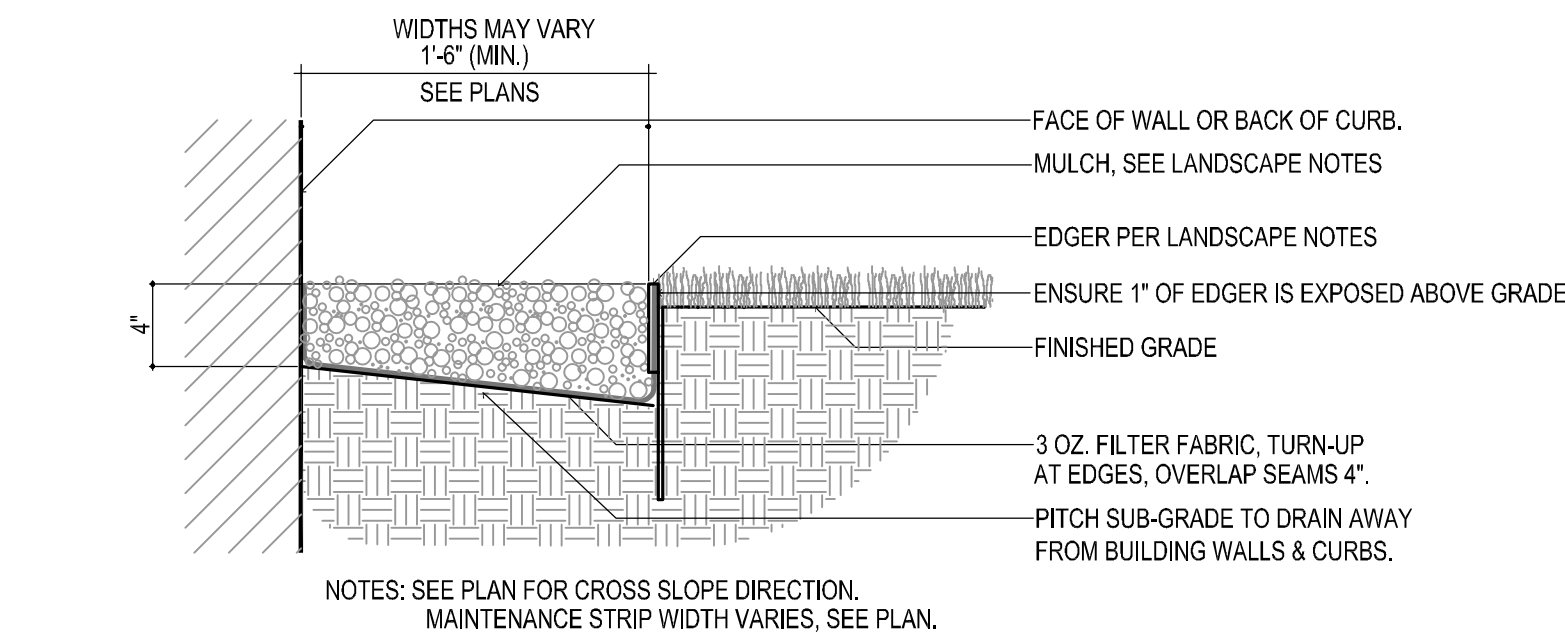 WIDTHS MAY VARY
1'-6" (MIN.)
SEE PLANS
FACE OF WALL OR BACK OF CURB.
MULCH, SEE LANDSCAPE NOTES
EDGER PER LANDSCAPE NOTES
ENSURE 1" OF EDGER IS EXPOSED ABOVE GRADE
4"
FINISHED GRADE
3 OZ. FILTER FABRIC, TURN-UP
AT EDGES, OVERLAP SEAMS 4".
PITCH SUB-GRADE TO DRAIN AWAY
FROM BUILDING WALLS & CURBS.
NOTES: SEE PLAN FOR CROSS SLOPE DIRECTION.
MAINTENANCE STRIP WIDTH VARIES, SEE PLAN.